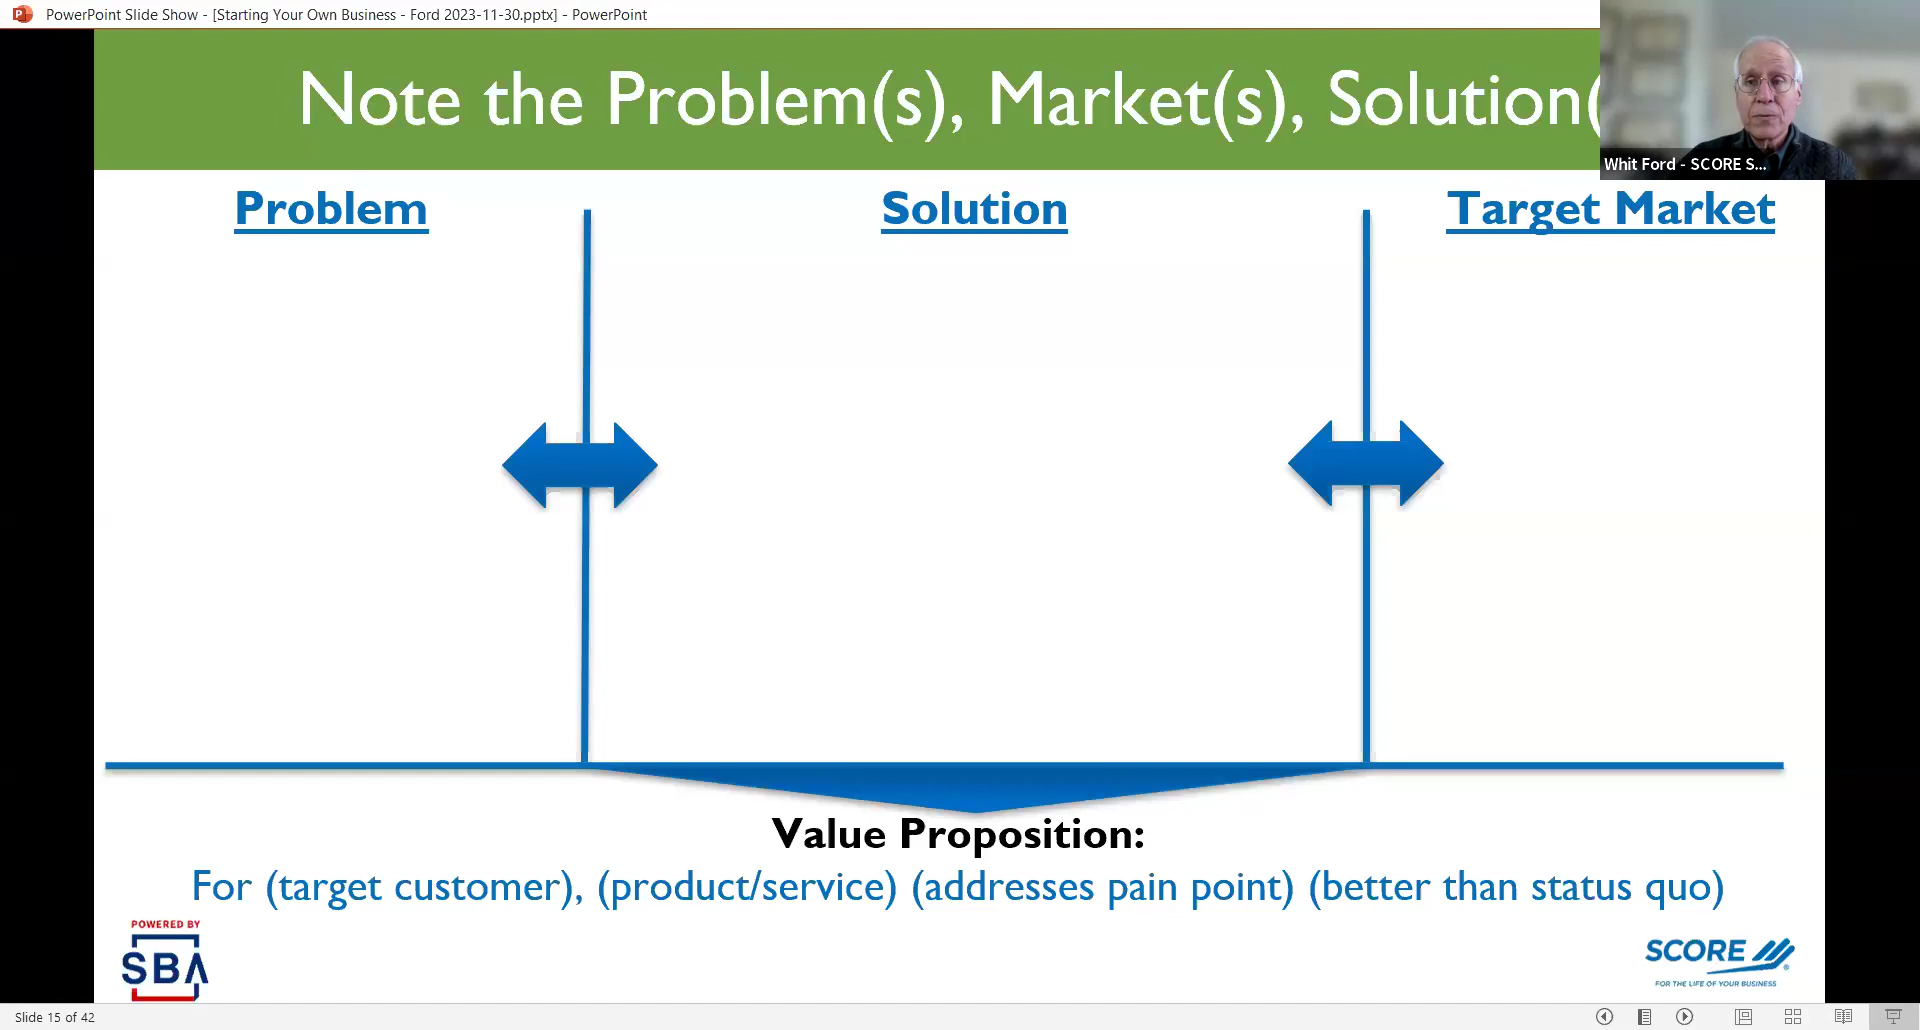 PowerPoint Slide Show - [Starting Your Own Business - Ford 2023-11-30.pptx] - PowerPoint
Note the Problem(s), Market(s), Solution(
Whit Ford - SCORE S...
Problem
Solution
Target Market
Value Proposition:
For (target customer), (product/service) (addresses pain point) (better than status quo)
POWERED BY
SBA
SCORE
®
FOR THE LIFE OF YOUR BUSINESS
Slide 15 of 42